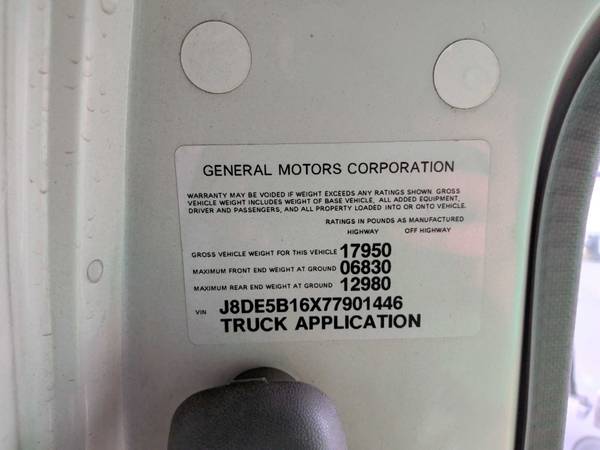 GENERAL MOTORS CORPORATION
WARRANTY MAY BE VOIDED IF WEIGHT EXCEEDS ANY RATINGS SHOWN. GROSS
VEHICLE WEIGHT INCLUDES WEIGHT OF BASE VEHICLE, ALL ADDED EQUIPMENT,
DRIVER AND PASSENGERS, AND ALL PROPERTY LOADED INTO OR ONTO VEHICLE.
RATINGS IN POUNDS AS MANUFACTURED
HIGHWAY OFF HIGHWAY
GROSS VEHICLE WEIGHT FOR THIS VEHICLE 17950
MAXIMUM FRONT END WEIGHT AT GROUND 06830
MAXIMUM REAR END WEIGHT AT GROUND 12980
VIN J8DE5B16X77901446
TRUCK APPLICATION